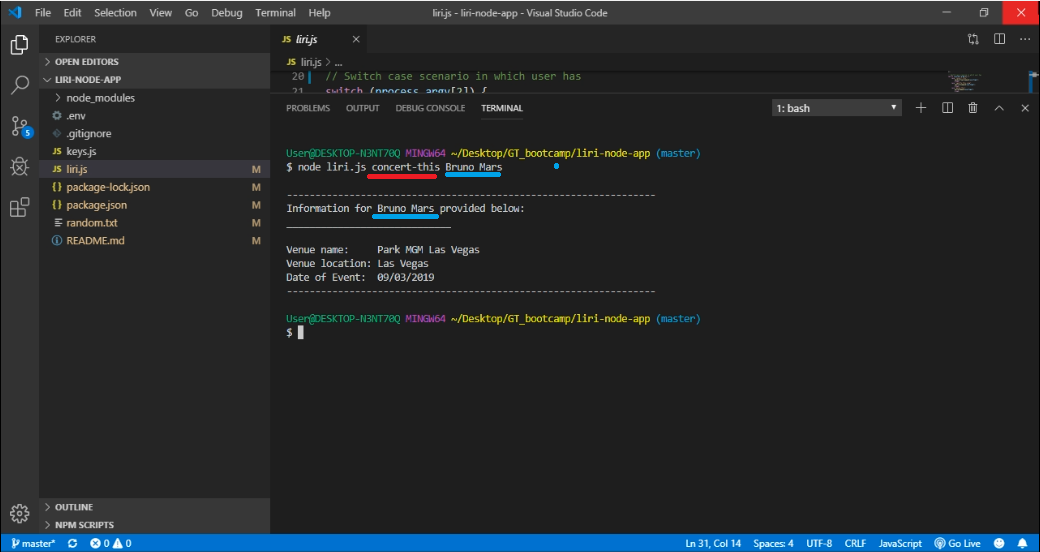 File Edit Selection View Go Debug Terminal Help liri.js - liri-node-app - Visual Studio Code
EXPLORER
OPEN EDITORS
LIRI-NODE-APP
node_modules
.env
.gitignore
JS keys.js
JS liri.js M
{} package-lock.json M
{} package.json M
random.txt M
README.md M
OUTLINE
NPM SCRIPTS
5
JS liri.js
JS liri.js > ...
20 // Switch case scenario in which user has
21 switch (process.argv[2]) {
PROBLEMS OUTPUT DEBUG CONSOLE TERMINAL 1: bash
User@DESKTOP-N3NT70Q MINGW64 ~/Desktop/GT_bootcamp/liri-node-app (master)
$ node liri.js concert-this Bruno Mars
-----------------------------------------------------------------
Information for Bruno Mars provided below:
_____________________________
Venue name: Park MGM Las Vegas
Venue location: Las Vegas
Date of Event: 09/03/2019
-----------------------------------------------------------------
User@DESKTOP-N3NT70Q MINGW64 ~/Desktop/GT_bootcamp/liri-node-app (master)
$
master* 0 0 Ln 31, Col 14 Spaces: 4 UTF-8 CRLF JavaScript Go Live